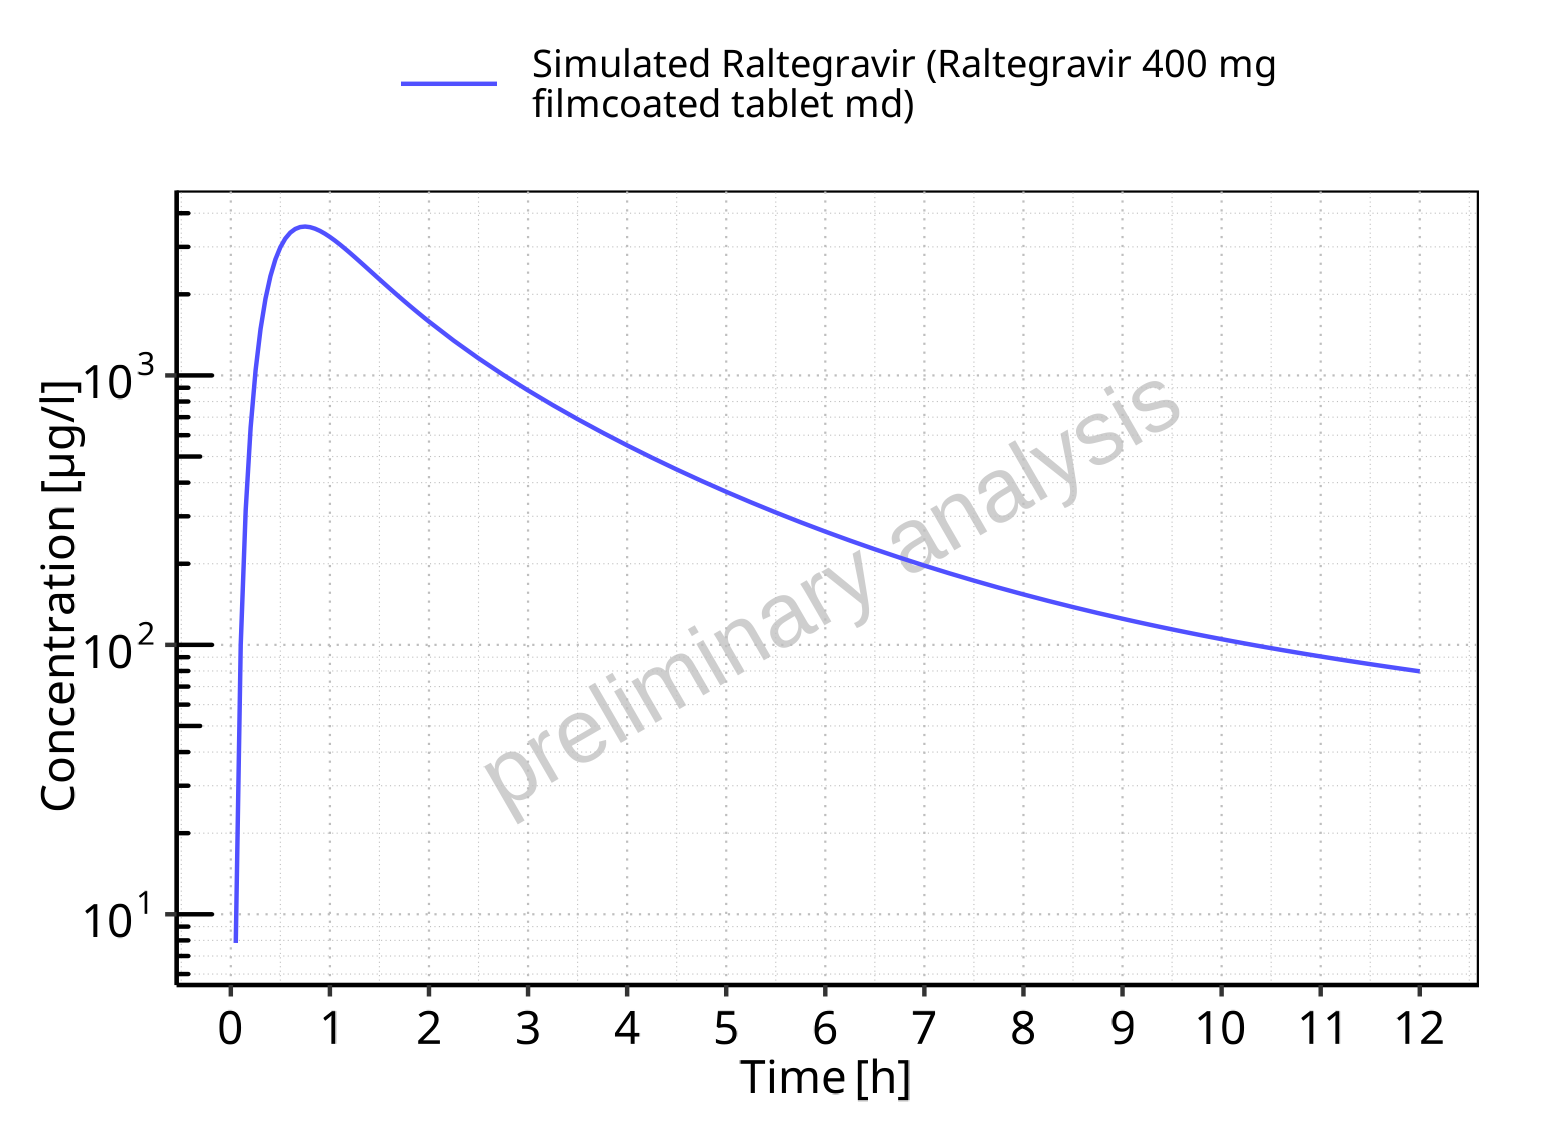 Simulated Raltegravir (Raltegravir 400 mg
filmcoated tablet md)
Concentration [µg/l]
10³
10²
10¹
preliminary analysis
0 1 2 3 4 5 6 7 8 9 10 11 12
Time [h]